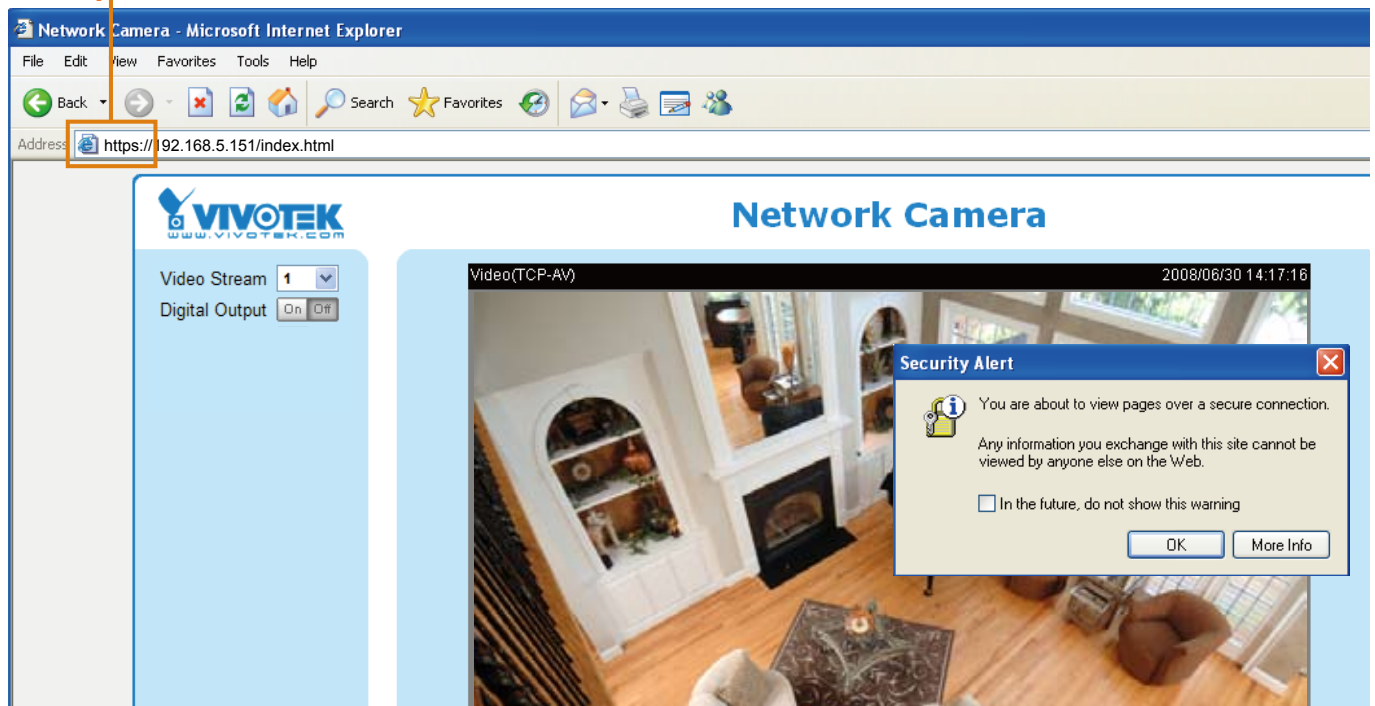 Network Camera - Microsoft Internet Explorer
File Edit View Favorites Tools Help
Back Search Favorites
Address https://192.168.5.151/index.html
VIVOTEK
www.vivotek.com
Network Camera
Video Stream 1
Digital Output On Off
Video(TCP-AV) 2008/06/30 14:17:16
Security Alert
You are about to view pages over a secure connection.
Any information you exchange with this site cannot be
viewed by anyone else on the Web.
In the future, do not show this warning
OK More Info